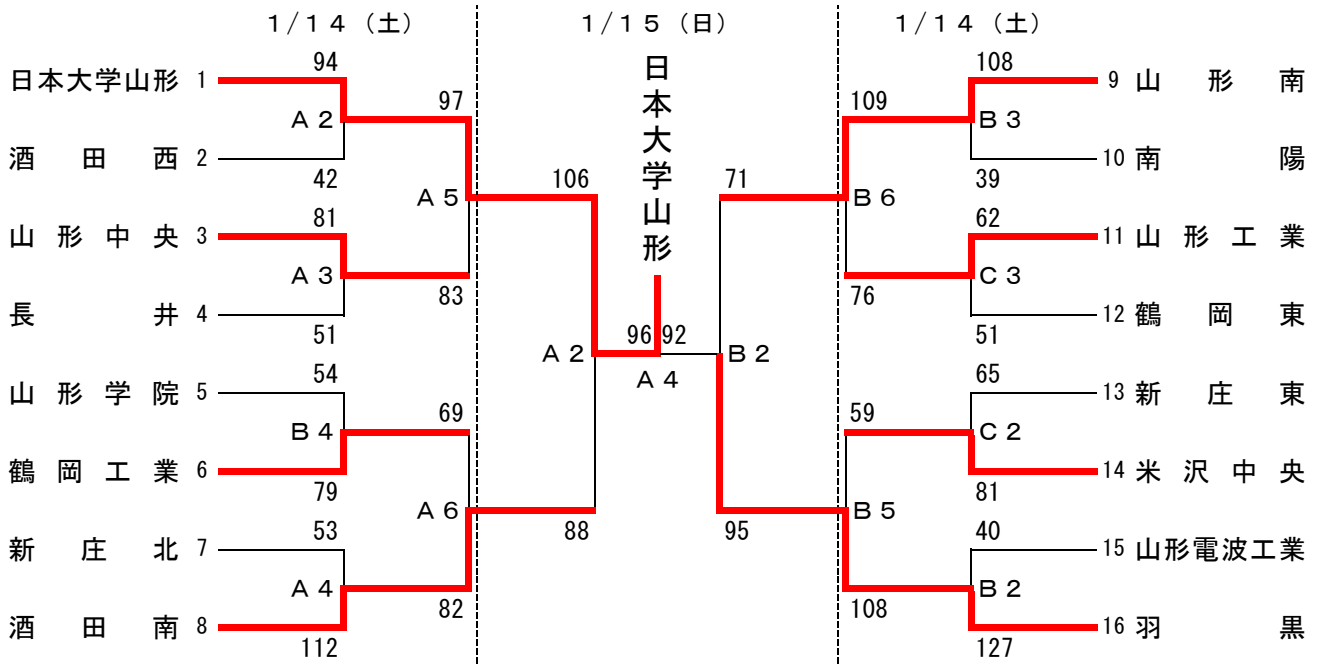 1/14（土） 1/15（日） 1/14（土）
日本大学山形
94 108
日本大学山形 1 9 山形南
97 109
A2 B3
酒田西 2 10 南陽
42 39
106 71
A5 B6
81 62
山形中央 3 11 山形工業
A3 C3
83 76
長井 4 12 鶴岡東
51 51
96 92
A2 B2
A4
54 65
山形学院 5 13 新庄東
69 59
B4 C2
鶴岡工業 6 14 米沢中央
79 81
A6 B5
53 88 95 40
新庄北 7 15 山形電波工業
A4 B2
82 108
酒田南 8 16 羽黒
112 127